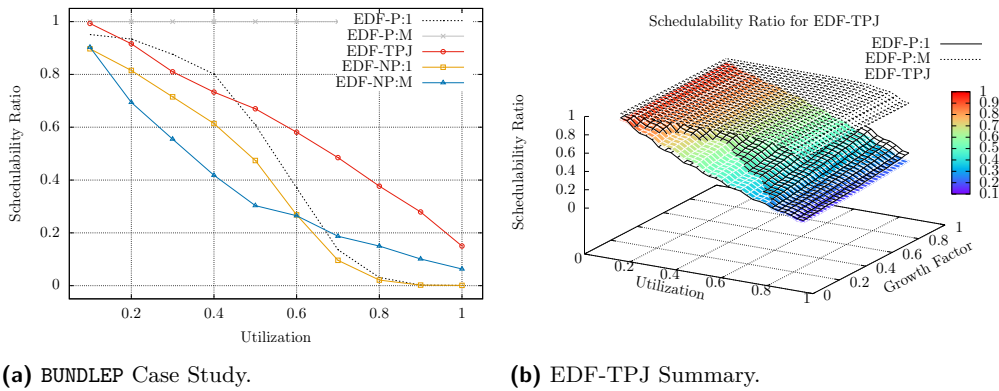 1
0.8
0.6
0.4
0.2
0
0.2
0.4
0.6
0.8
1
Schedulability Ratio
Utilization
EDF-P:1
EDF-P:M
EDF-TPJ
EDF-NP:1
EDF-NP:M
(a) BUNDLEP Case Study.
Schedulability Ratio for EDF-TPJ
EDF-P:1
EDF-P:M
EDF-TPJ
1
0.9
0.8
0.7
0.6
0.5
0.4
0.3
0.2
0.1
1
0.8
0.6
0.4
0.2
0
Schedulability Ratio
0
0.2
0.4
0.6
0.8
1
Utilization
0
0.2
0.4
0.6
0.8
1
Growth Factor
(b) EDF-TPJ Summary.